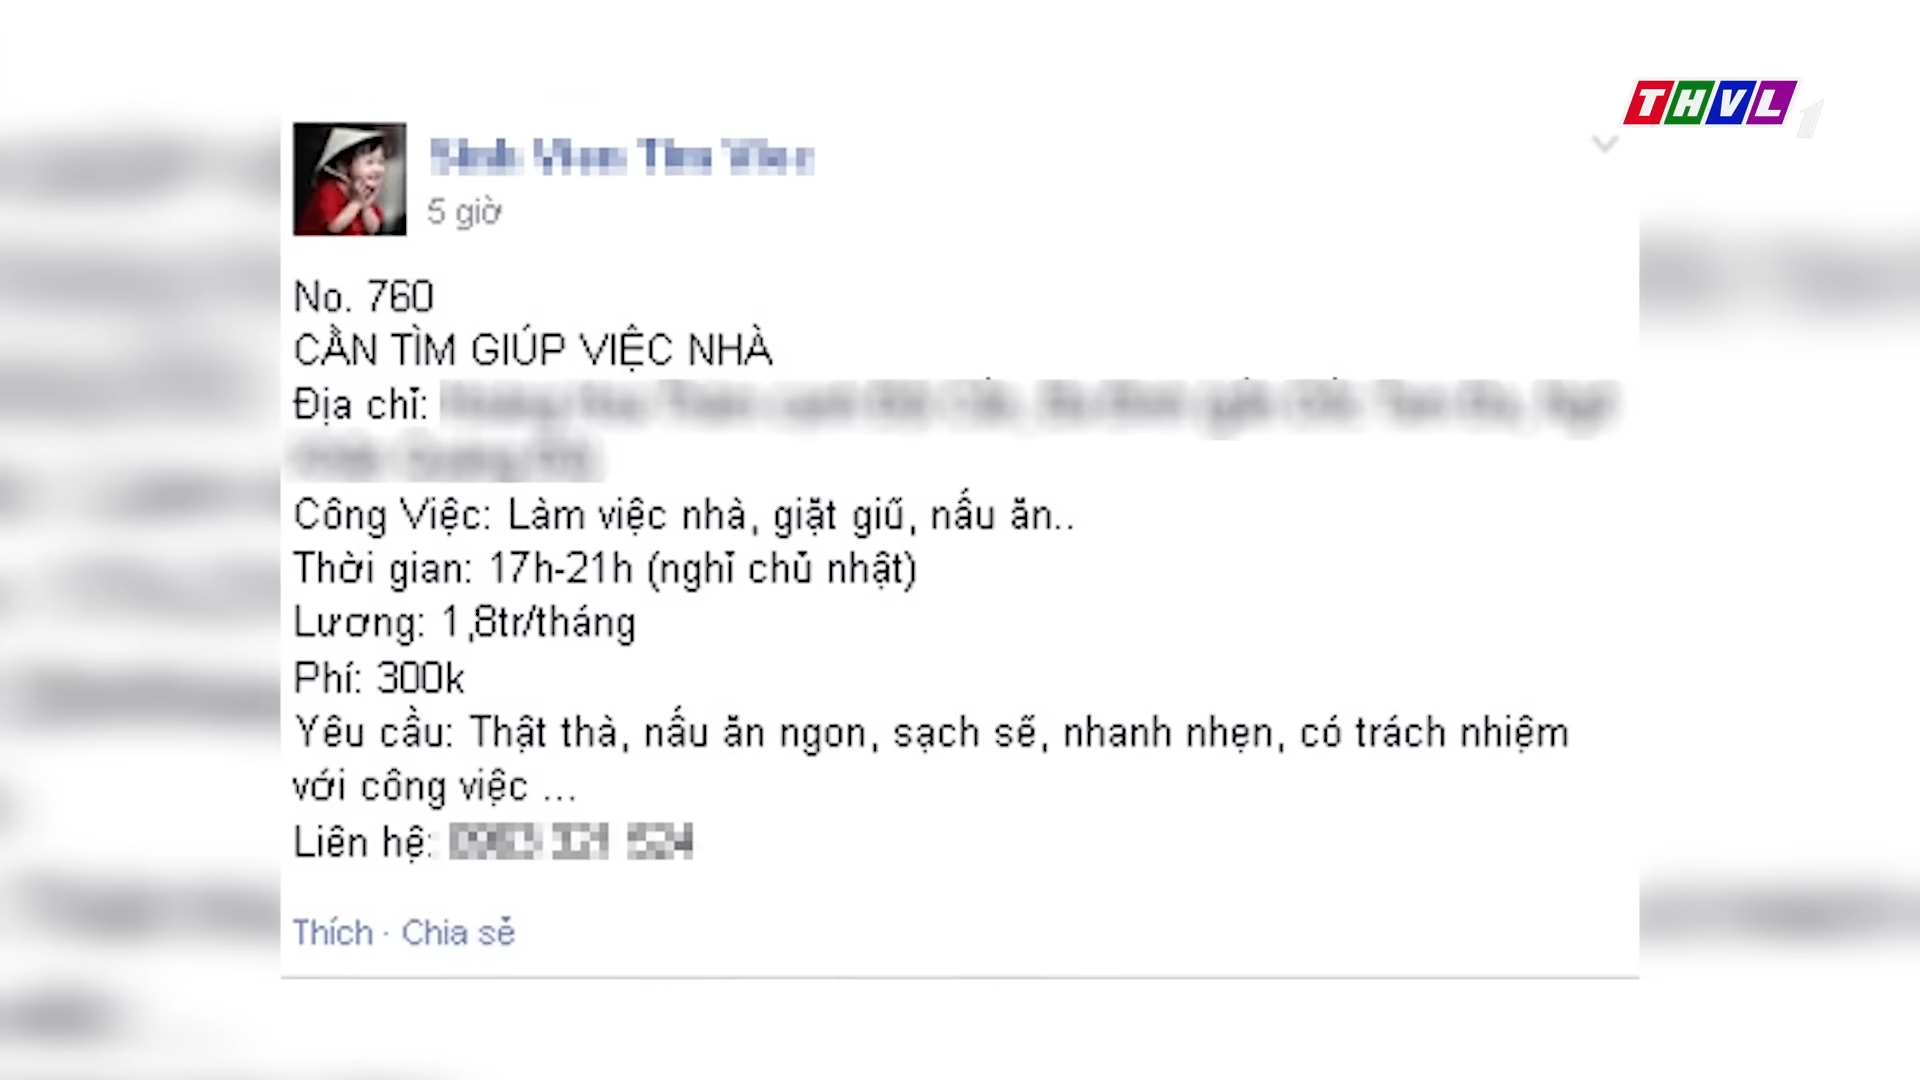 THVL 1
5 giờ
No. 760
CẦN TÌM GIÚP VIỆC NHÀ
Địa chỉ:
Công Việc: Làm việc nhà, giặt giũ, nấu ăn..
Thời gian: 17h-21h (nghỉ chủ nhật)
Lương: 1,8tr/tháng
Phí: 300k
Yêu cầu: Thật thà, nấu ăn ngon, sạch sẽ, nhanh nhẹn, có trách nhiệm
với công việc ...
Liên hệ:
Thích · Chia sẻ